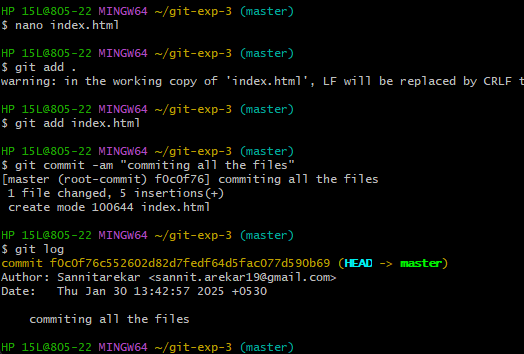 HP 15L@805-22 MINGW64 ~/git-exp-3 (master)
$ nano index.html
HP 15L@805-22 MINGW64 ~/git-exp-3 (master)
$ git add .
warning: in the working copy of 'index.html', LF will be replaced by CRLF t
HP 15L@805-22 MINGW64 ~/git-exp-3 (master)
$ git add index.html
HP 15L@805-22 MINGW64 ~/git-exp-3 (master)
$ git commit -am "commiting all the files"
[master (root-commit) f0c0f76] commiting all the files
 1 file changed, 5 insertions(+)
 create mode 100644 index.html
HP 15L@805-22 MINGW64 ~/git-exp-3 (master)
$ git log
commit f0c0f76c552602d82d7fedf64d5fac077d590b69 (HEAD -> master)
Author: Sannitarekar <sannit.arekar19@gmail.com>
Date:   Thu Jan 30 13:42:57 2025 +0530
    commiting all the files
HP 15L@805-22 MINGW64 ~/git-exp-3 (master)